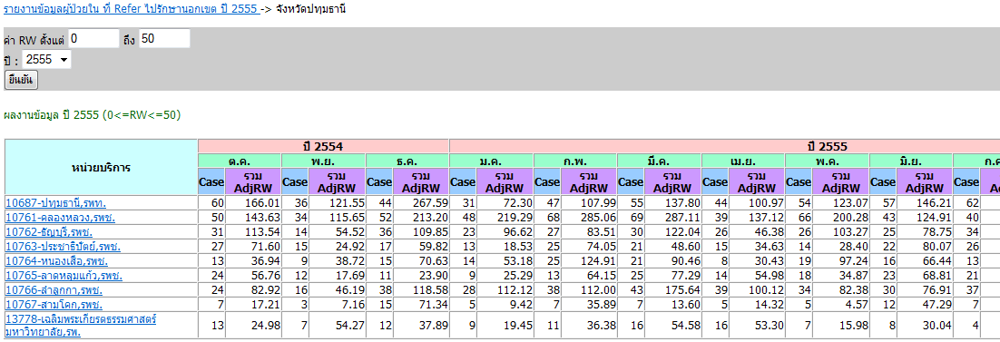 รายงานข้อมูลผู้ป่วยใน ที่ Refer ไปรักษานอกเขต ปี 2555 -> จังหวัดปทุมธานี
ค่า RW ตั้งแต่ 0 ถึง 50
ปี : 2555
ยืนยัน
ผลงานข้อมูล ปี 2555 (0<=RW<=50)
หน่วยบริการ ปี 2554 ปี 2555
ต.ค. พ.ย. ธ.ค. ม.ค. ก.พ. มี.ค. เม.ย. พ.ค. มิ.ย. ก.ค
Case รวม AdjRW Case รวม AdjRW Case รวม AdjRW Case รวม AdjRW Case รวม AdjRW Case รวม AdjRW Case รวม AdjRW Case รวม AdjRW Case รวม AdjRW Case
10687-ปทุมธานี,รพท. 60 166.01 36 121.55 44 267.59 31 72.30 47 107.99 55 137.80 44 100.97 54 123.07 57 146.21 62
10761-คลองหลวง,รพช. 50 143.63 34 115.65 52 213.20 48 219.29 68 285.06 69 287.11 39 137.12 66 200.28 43 124.91 40
10762-ธัญบุรี,รพช. 31 113.54 14 54.52 36 109.85 23 96.62 27 83.51 30 122.04 26 46.38 26 103.27 25 78.75 34
10763-ประชาธิปัตย์,รพช. 27 71.60 15 24.92 17 59.82 13 18.53 25 74.05 21 48.60 15 34.63 14 28.40 22 80.07 26
10764-หนองเสือ,รพช. 13 36.94 9 38.72 15 70.63 14 53.18 25 124.91 21 90.46 8 30.43 19 97.24 16 66.44 13
10765-ลาดหลุมแก้ว,รพช. 24 56.76 12 17.69 11 23.90 9 25.29 13 64.15 25 77.29 14 54.98 18 34.87 23 68.81 21
10766-ลำลูกกา,รพช. 24 82.92 16 46.19 38 118.58 28 112.12 38 112.00 43 175.64 39 100.12 34 82.38 30 76.91 37
10767-สามโคก,รพช. 7 17.21 3 7.16 15 71.34 5 9.42 7 35.89 7 13.60 5 14.32 5 4.57 12 47.29 7
13778-เฉลิมพระเกียรตธรรมศาสตร์
มหาวิทยาลัย,รพ. 13 24.98 7 54.27 12 37.89 9 19.45 11 36.38 16 54.58 16 53.30 7 15.98 8 30.04 4